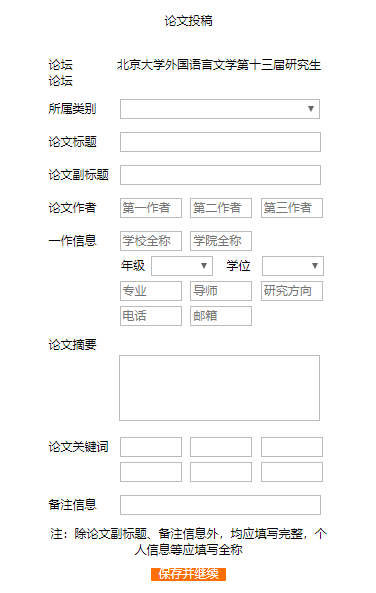 论文投稿
论坛 北京大学外国语言文学第十三届研究生
论坛
所属类别
论文标题
论文副标题
论文作者 第一作者 第二作者 第三作者
一作信息 学校全称 学院全称
年级 学位
专业 导师 研究方向
电话 邮箱
论文摘要
论文关键词
备注信息
注：除论文副标题、备注信息外，均应填写完整，个
人信息等应填写全称
保存并继续